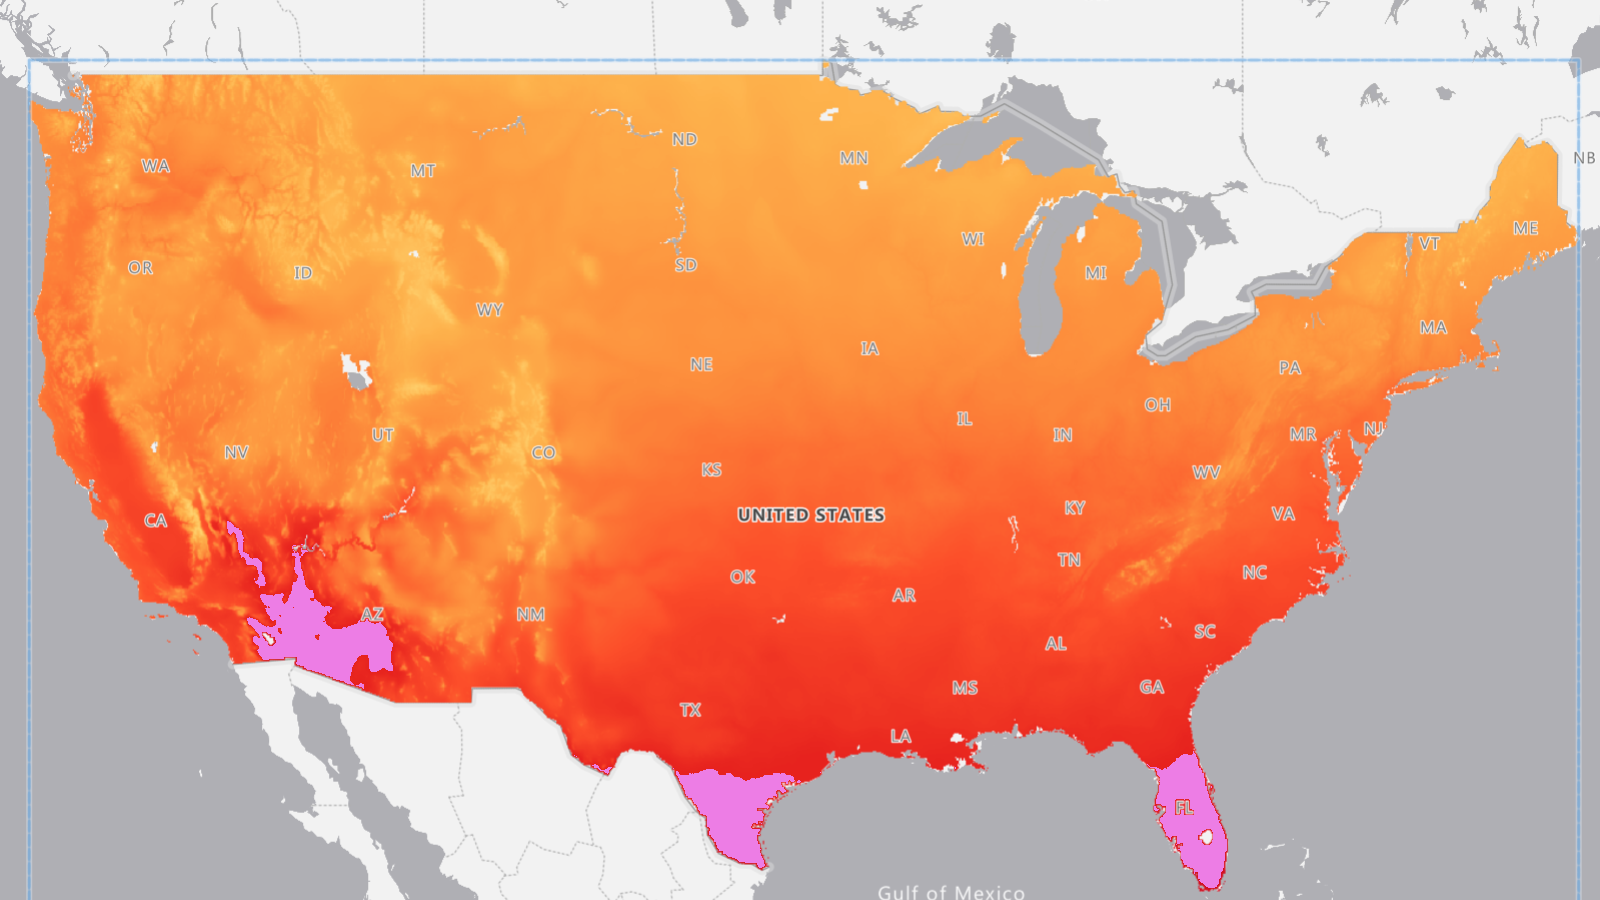 ND
MN
NB
WA
MT
ME
WI
VT
OR
SD
ID
MI
WY
MA
IA
NE
PA
OH
IL
NJ
MR
UT
IN
NV
CO
KS
WV
KY
VA
UNITED STATES
CA
TN
NC
OK
AR
AZ
NM
SC
AL
GA
MS
TX
LA
FL
Gulf of Mexico